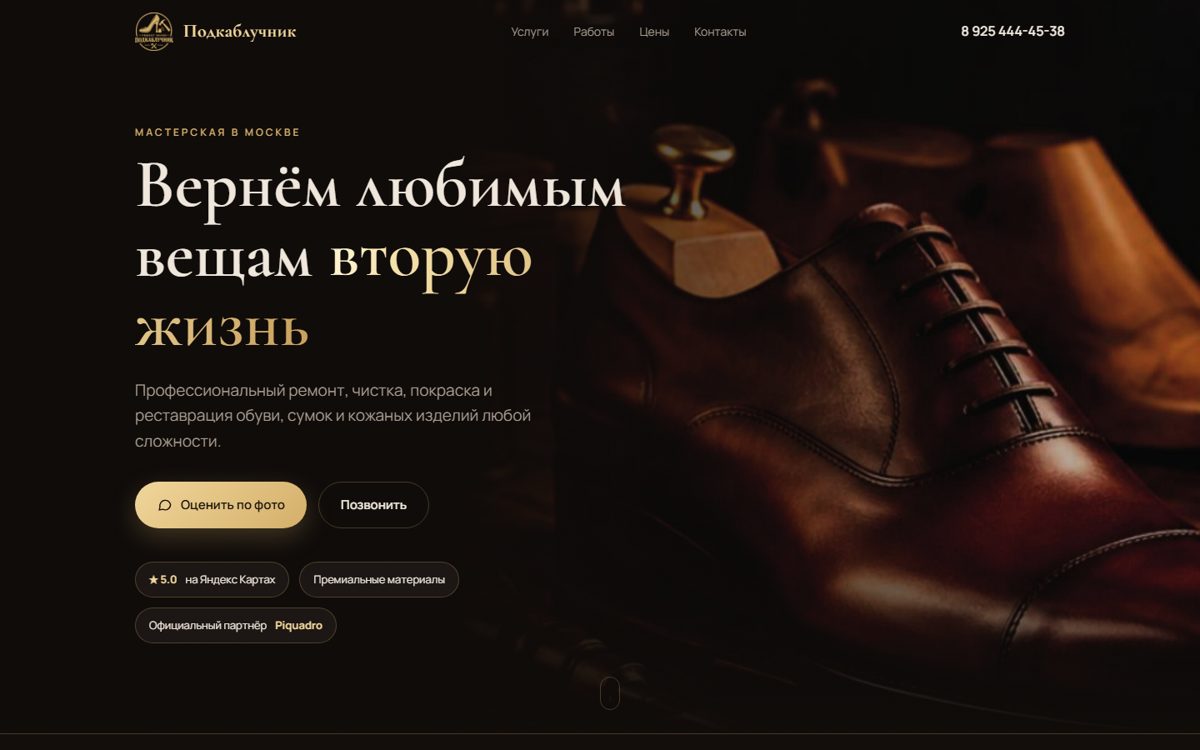 ПОДКАБЛУЧНИК
Подкаблучник
Услуги
Работы
Цены
Контакты
8 925 444-45-38
МАСТЕРСКАЯ В МОСКВЕ
Вернём любимым
вещам вторую
жизнь
Профессиональный ремонт, чистка, покраска и
реставрация обуви, сумок и кожаных изделий любой
сложности.
Оценить по фото
Позвонить
★ 5.0 на Яндекс Картах
Премиальные материалы
Официальный партнёр Piquadro